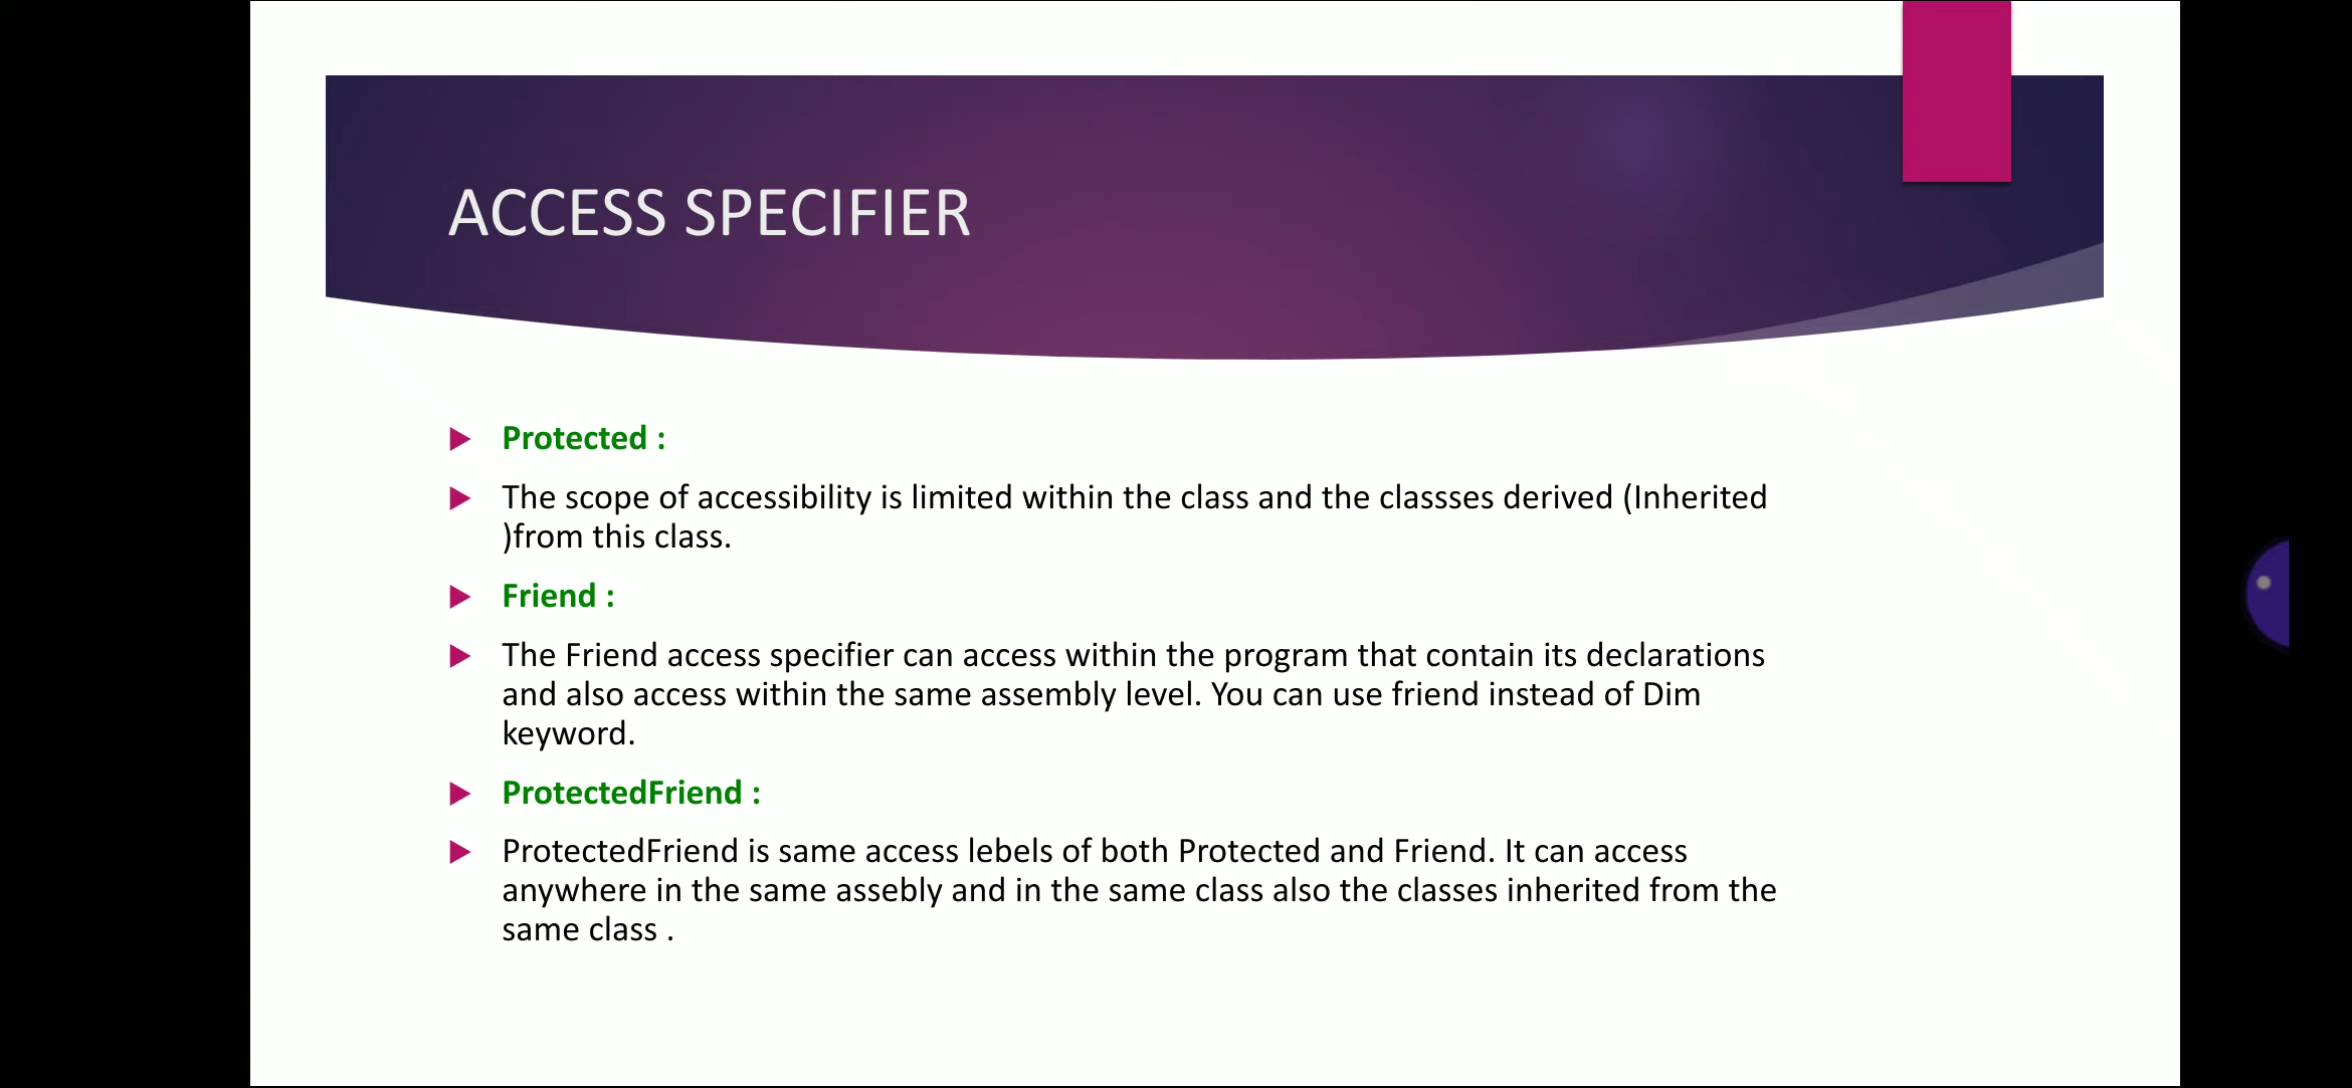 ACCESS SPECIFIER
Protected :
The scope of accessibility is limited within the class and the classses derived (Inherited
)from this class.
Friend :
The Friend access specifier can access within the program that contain its declarations
and also access within the same assembly level. You can use friend instead of Dim
keyword.
ProtectedFriend :
ProtectedFriend is same access lebels of both Protected and Friend. It can access
anywhere in the same assebly and in the same class also the classes inherited from the
same class .